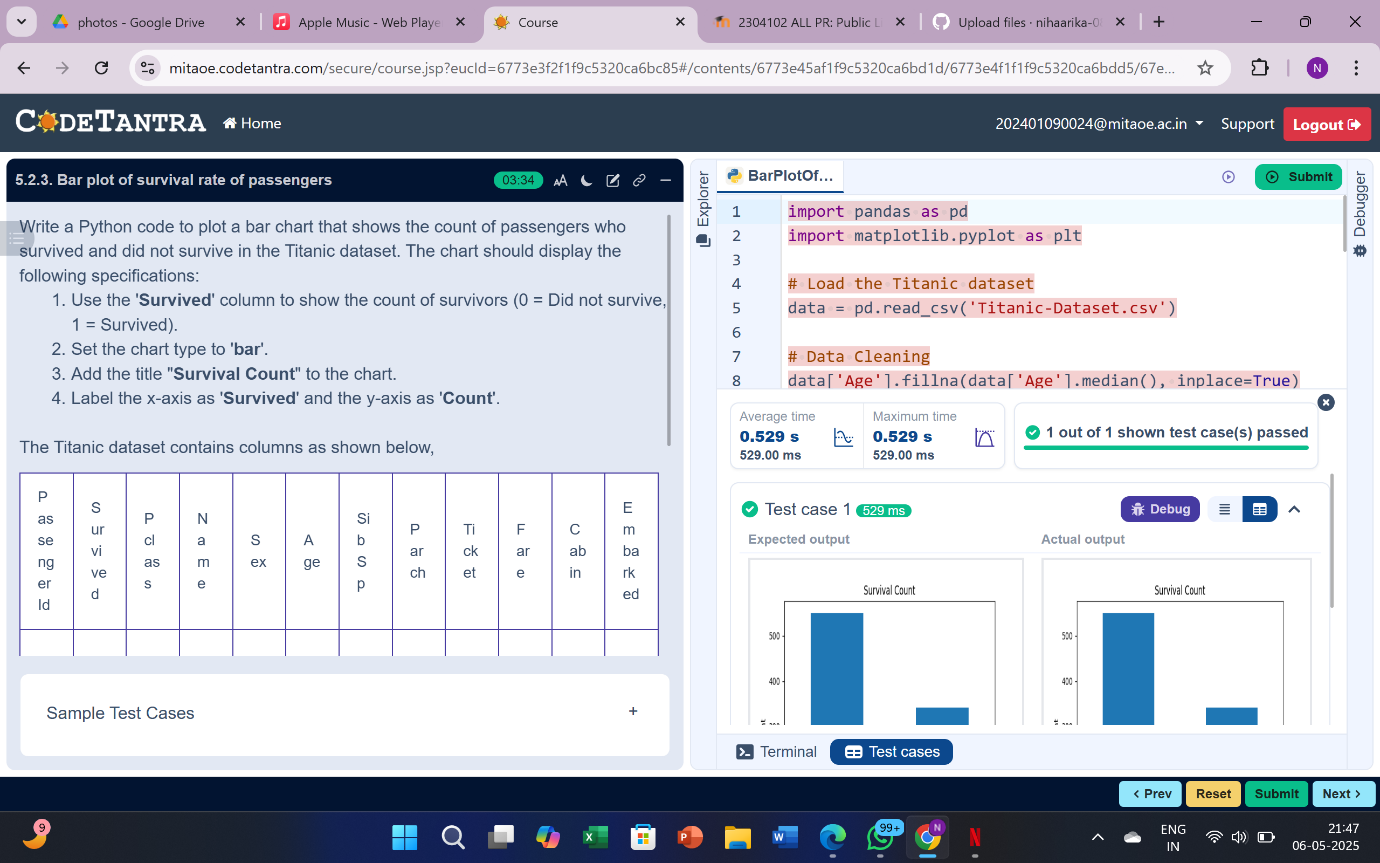 photos - Google Drive
Apple Music - Web Playe
Course
2304102 ALL PR: Public L
Upload files · nihaarika-0
mitaoe.codetantra.com/secure/course.jsp?eucId=6773e3f2f1f9c5320ca6bc85#/contents/6773e45af1f9c5320ca6bd1d/6773e4f1f1f9c5320ca6bdd5/67e...
N
CODETANTRA
Home
202401090024@mitaoe.ac.in
Support
Logout
5.2.3. Bar plot of survival rate of passengers
03:34
AA
Write a Python code to plot a bar chart that shows the count of passengers who
survived and did not survive in the Titanic dataset. The chart should display the
following specifications:
1. Use the 'Survived' column to show the count of survivors (0 = Did not survive,
1 = Survived).
2. Set the chart type to 'bar'.
3. Add the title "Survival Count" to the chart.
4. Label the x-axis as 'Survived' and the y-axis as 'Count'.
The Titanic dataset contains columns as shown below,
PassengerId
Survived
Pclass
Name
Sex
Age
SibSp
Parch
Ticket
Fare
Cabin
Embarked
Sample Test Cases
+
Explorer
BarPlotOf...
Submit
Debugger
1 import pandas as pd
2 import matplotlib.pyplot as plt
3
4 # Load the Titanic dataset
5 data = pd.read_csv('Titanic-Dataset.csv')
6
7 # Data Cleaning
8 data['Age'].fillna(data['Age'].median(), inplace=True)
Average time
0.529 s
529.00 ms
Maximum time
0.529 s
529.00 ms
1 out of 1 shown test case(s) passed
Test case 1
529 ms
Debug
Expected output
Actual output
Survival Count
500
400
Survival Count
500
400
Terminal
Test cases
< Prev
Reset
Submit
Next >
9
99+
N
ENG
IN
21:47
06-05-2025